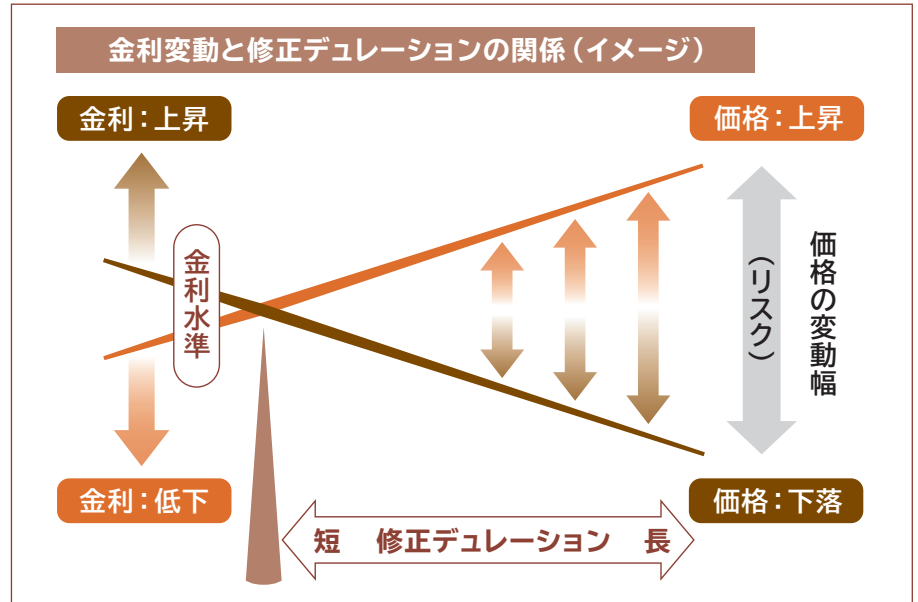 金利変動と修正デュレーションの関係（イメージ）
金利：上昇
価格：上昇
金利水準
価格の変動幅
（リスク）
金利：低下
価格：下落
短 修正デュレーション 長